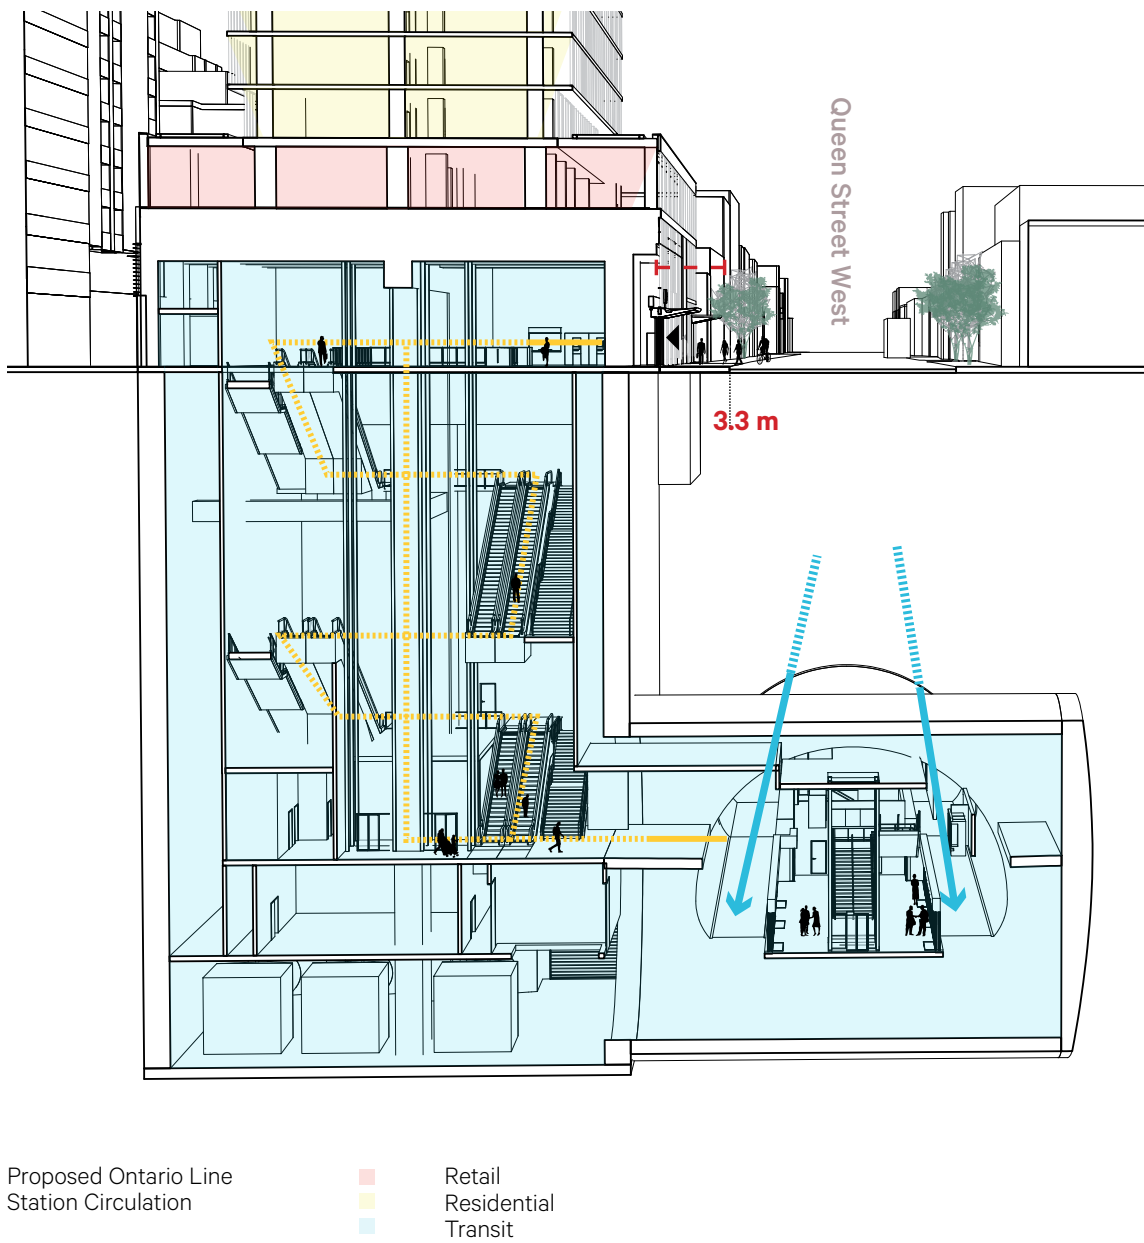 Queen Street West
3.3 m
Proposed Ontario Line
Station Circulation
Retail
Residential
Transit